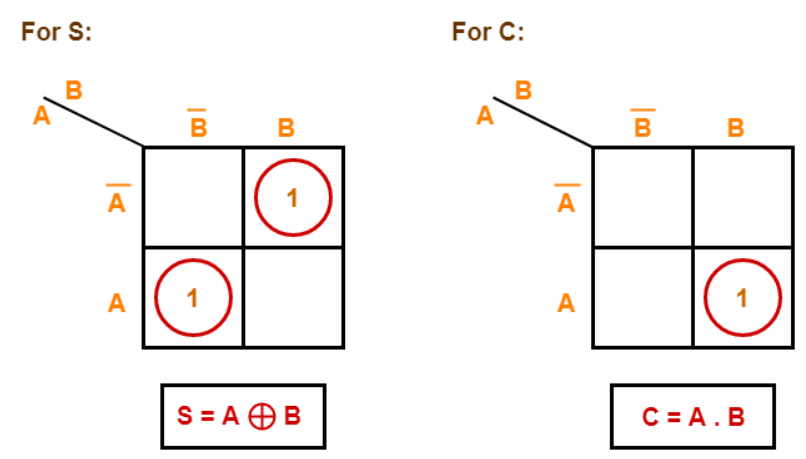 For S:
B
A
B̅ B
A̅ 1
A 1
S = A ⊕ B
For C:
B
A
B̅ B
A̅
A 1
C = A . B